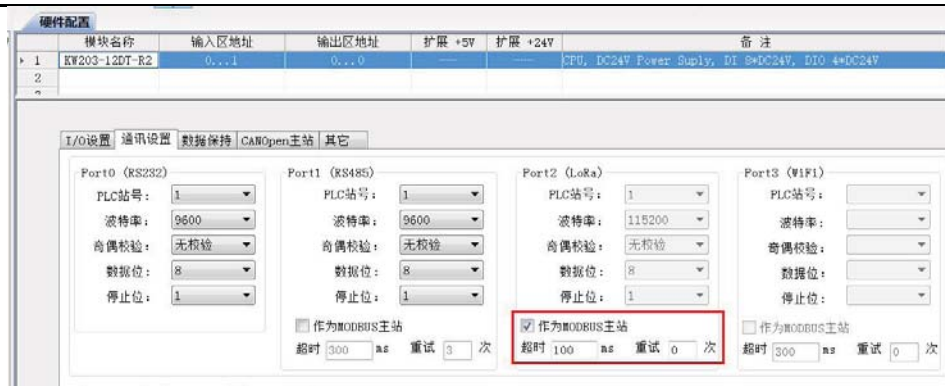 硬件配置
模块名称 输入区地址 输出区地址 扩展 +5V 扩展 +24V 备 注
1 KW203-12DT-R2 0...1 0...0 ---- ---- CPU, DC24V Power Suply, DI 8*DC24V, DIO 4*DC24V
2
I/O设置 通讯设置 数据保持 CANOpen主站 其它
Port0 (RS232) Port1 (RS485) Port2 (LoRa) Port3 (WiFi)
PLC站号: 1 PLC站号: 1 PLC站号: 1 PLC站号:
波特率: 9600 波特率: 9600 波特率: 115200 波特率:
奇偶校验: 无校验 奇偶校验: 无校验 奇偶校验: 无校验 奇偶校验:
数据位: 8 数据位: 8 数据位: 8 数据位:
停止位: 1 停止位: 1 停止位: 1 停止位:
作为MODBUS主站 作为MODBUS主站 作为MODBUS主站
超时 300 ms 重试 3 次 超时 100 ms 重试 0 次 超时 300 ms 重试 0 次